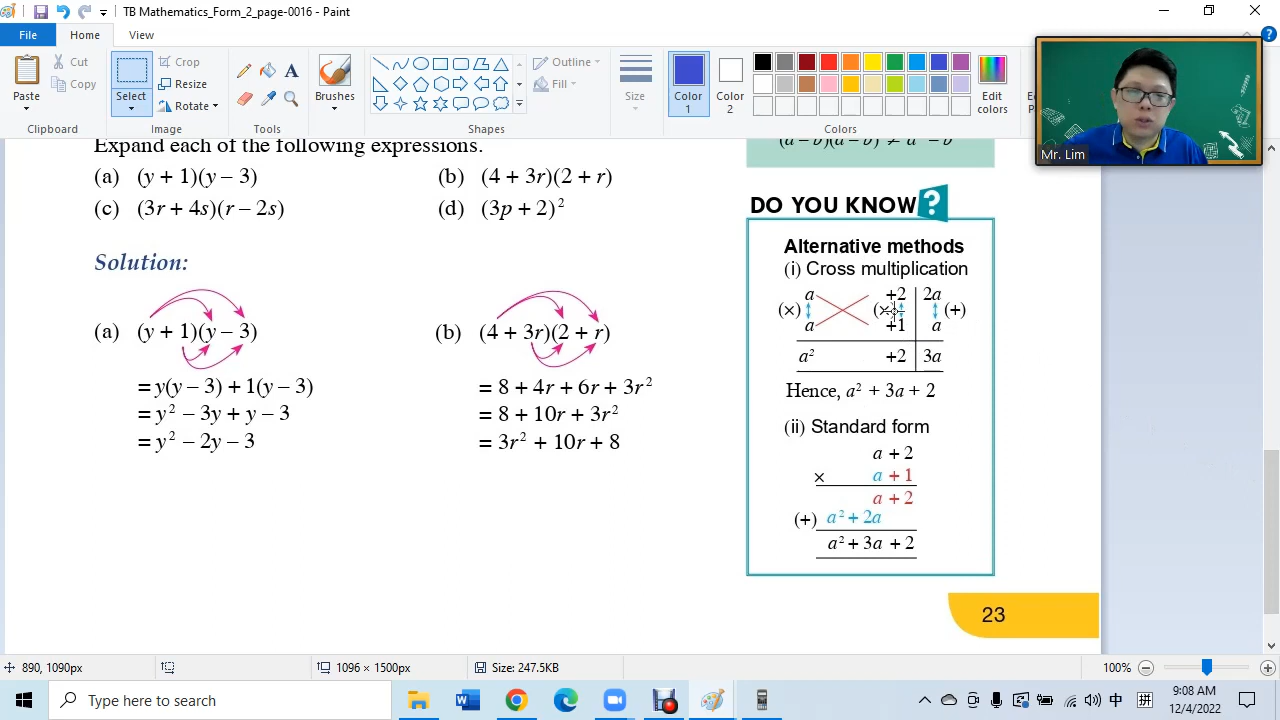 TB Mathematics_Form_2_page-0016 - Paint
File Home View
Paste
Cut
Copy
Clipboard
Select
Crop
Resize
Rotate
Image
Tools
Brushes
Outline
Fill
Shapes
Size
Color 1
Color 2
Edit colors
Colors
Mr. Lim
Expand each of the following expressions.
(a) (y + 1)(y – 3)
(b) (4 + 3r)(2 + r)
(c) (3r + 4s)(r – 2s)
(d) (3p + 2)²
Solution:
(a) (y + 1)(y – 3)
= y(y – 3) + 1(y – 3)
= y² – 3y + y – 3
= y² – 2y – 3
(b) (4 + 3r)(2 + r)
= 8 + 4r + 6r + 3r²
= 8 + 10r + 3r²
= 3r² + 10r + 8
DO YOU KNOW?
Alternative methods
(i) Cross multiplication
a +2 2a
(×) (×) (+)
a +1 a
a² +2 3a
Hence, a² + 3a + 2
(ii) Standard form
a + 2
× a + 1
a + 2
(+) a² + 2a
a² + 3a + 2
23
890, 1090px
1096 × 1500px
Size: 247.5KB
100%
Type here to search
中
拼
9:08 AM
12/4/2022